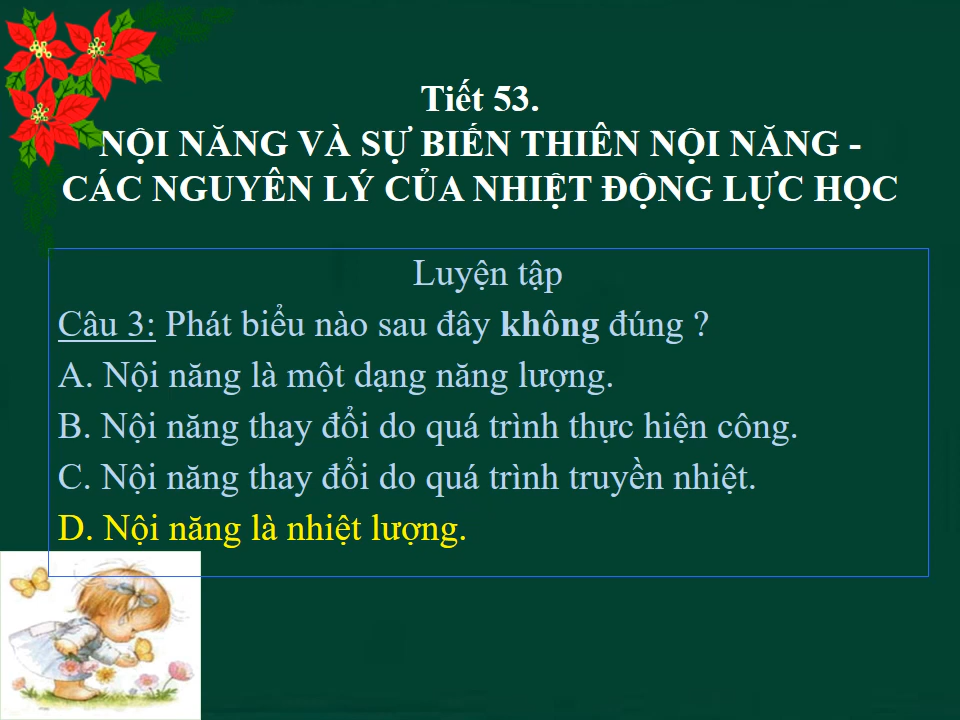 Tiết 53.
NỘI NĂNG VÀ SỰ BIẾN THIÊN NỘI NĂNG -
CÁC NGUYÊN LÝ CỦA NHIỆT ĐỘNG LỰC HỌC
Luyện tập
Câu 3: Phát biểu nào sau đây không đúng ?
A. Nội năng là một dạng năng lượng.
B. Nội năng thay đổi do quá trình thực hiện công.
C. Nội năng thay đổi do quá trình truyền nhiệt.
D. Nội năng là nhiệt lượng.